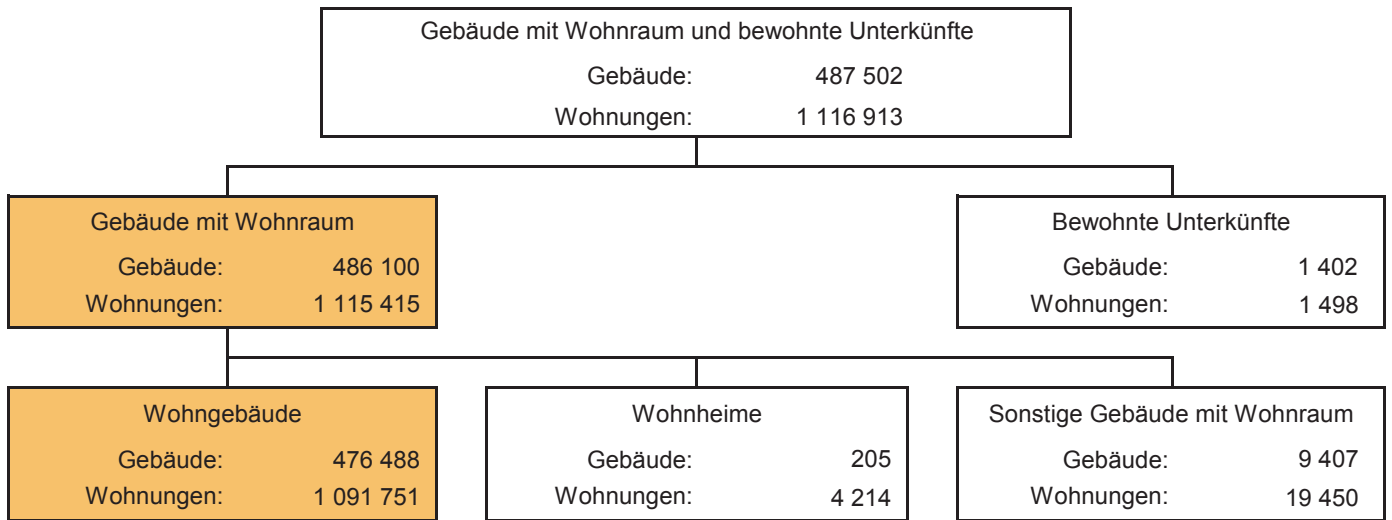 Gebäude mit Wohnraum und bewohnte Unterkünfte
Gebäude: 487 502
Wohnungen: 1 116 913
Gebäude mit Wohnraum
Gebäude: 486 100
Wohnungen: 1 115 415
Bewohnte Unterkünfte
Gebäude: 1 402
Wohnungen: 1 498
Wohngebäude
Gebäude: 476 488
Wohnungen: 1 091 751
Wohnheime
Gebäude: 205
Wohnungen: 4 214
Sonstige Gebäude mit Wohnraum
Gebäude: 9 407
Wohnungen: 19 450